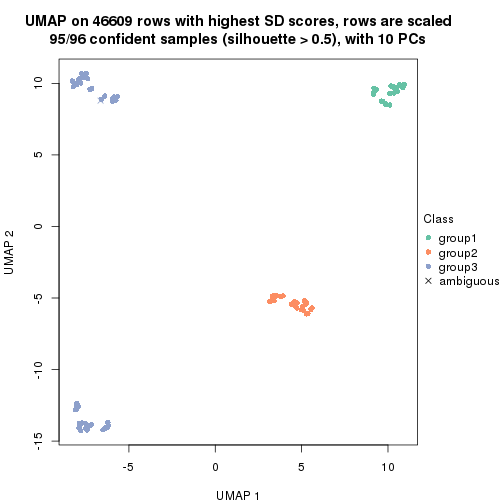 UMAP on 46609 rows with highest SD scores, rows are scaled
95/96 confident samples (silhouette > 0.5), with 10 PCs
10
5
0
-5
-10
-15
UMAP 2
-5
0
5
10
UMAP 1
Class
group1
group2
group3
ambiguous